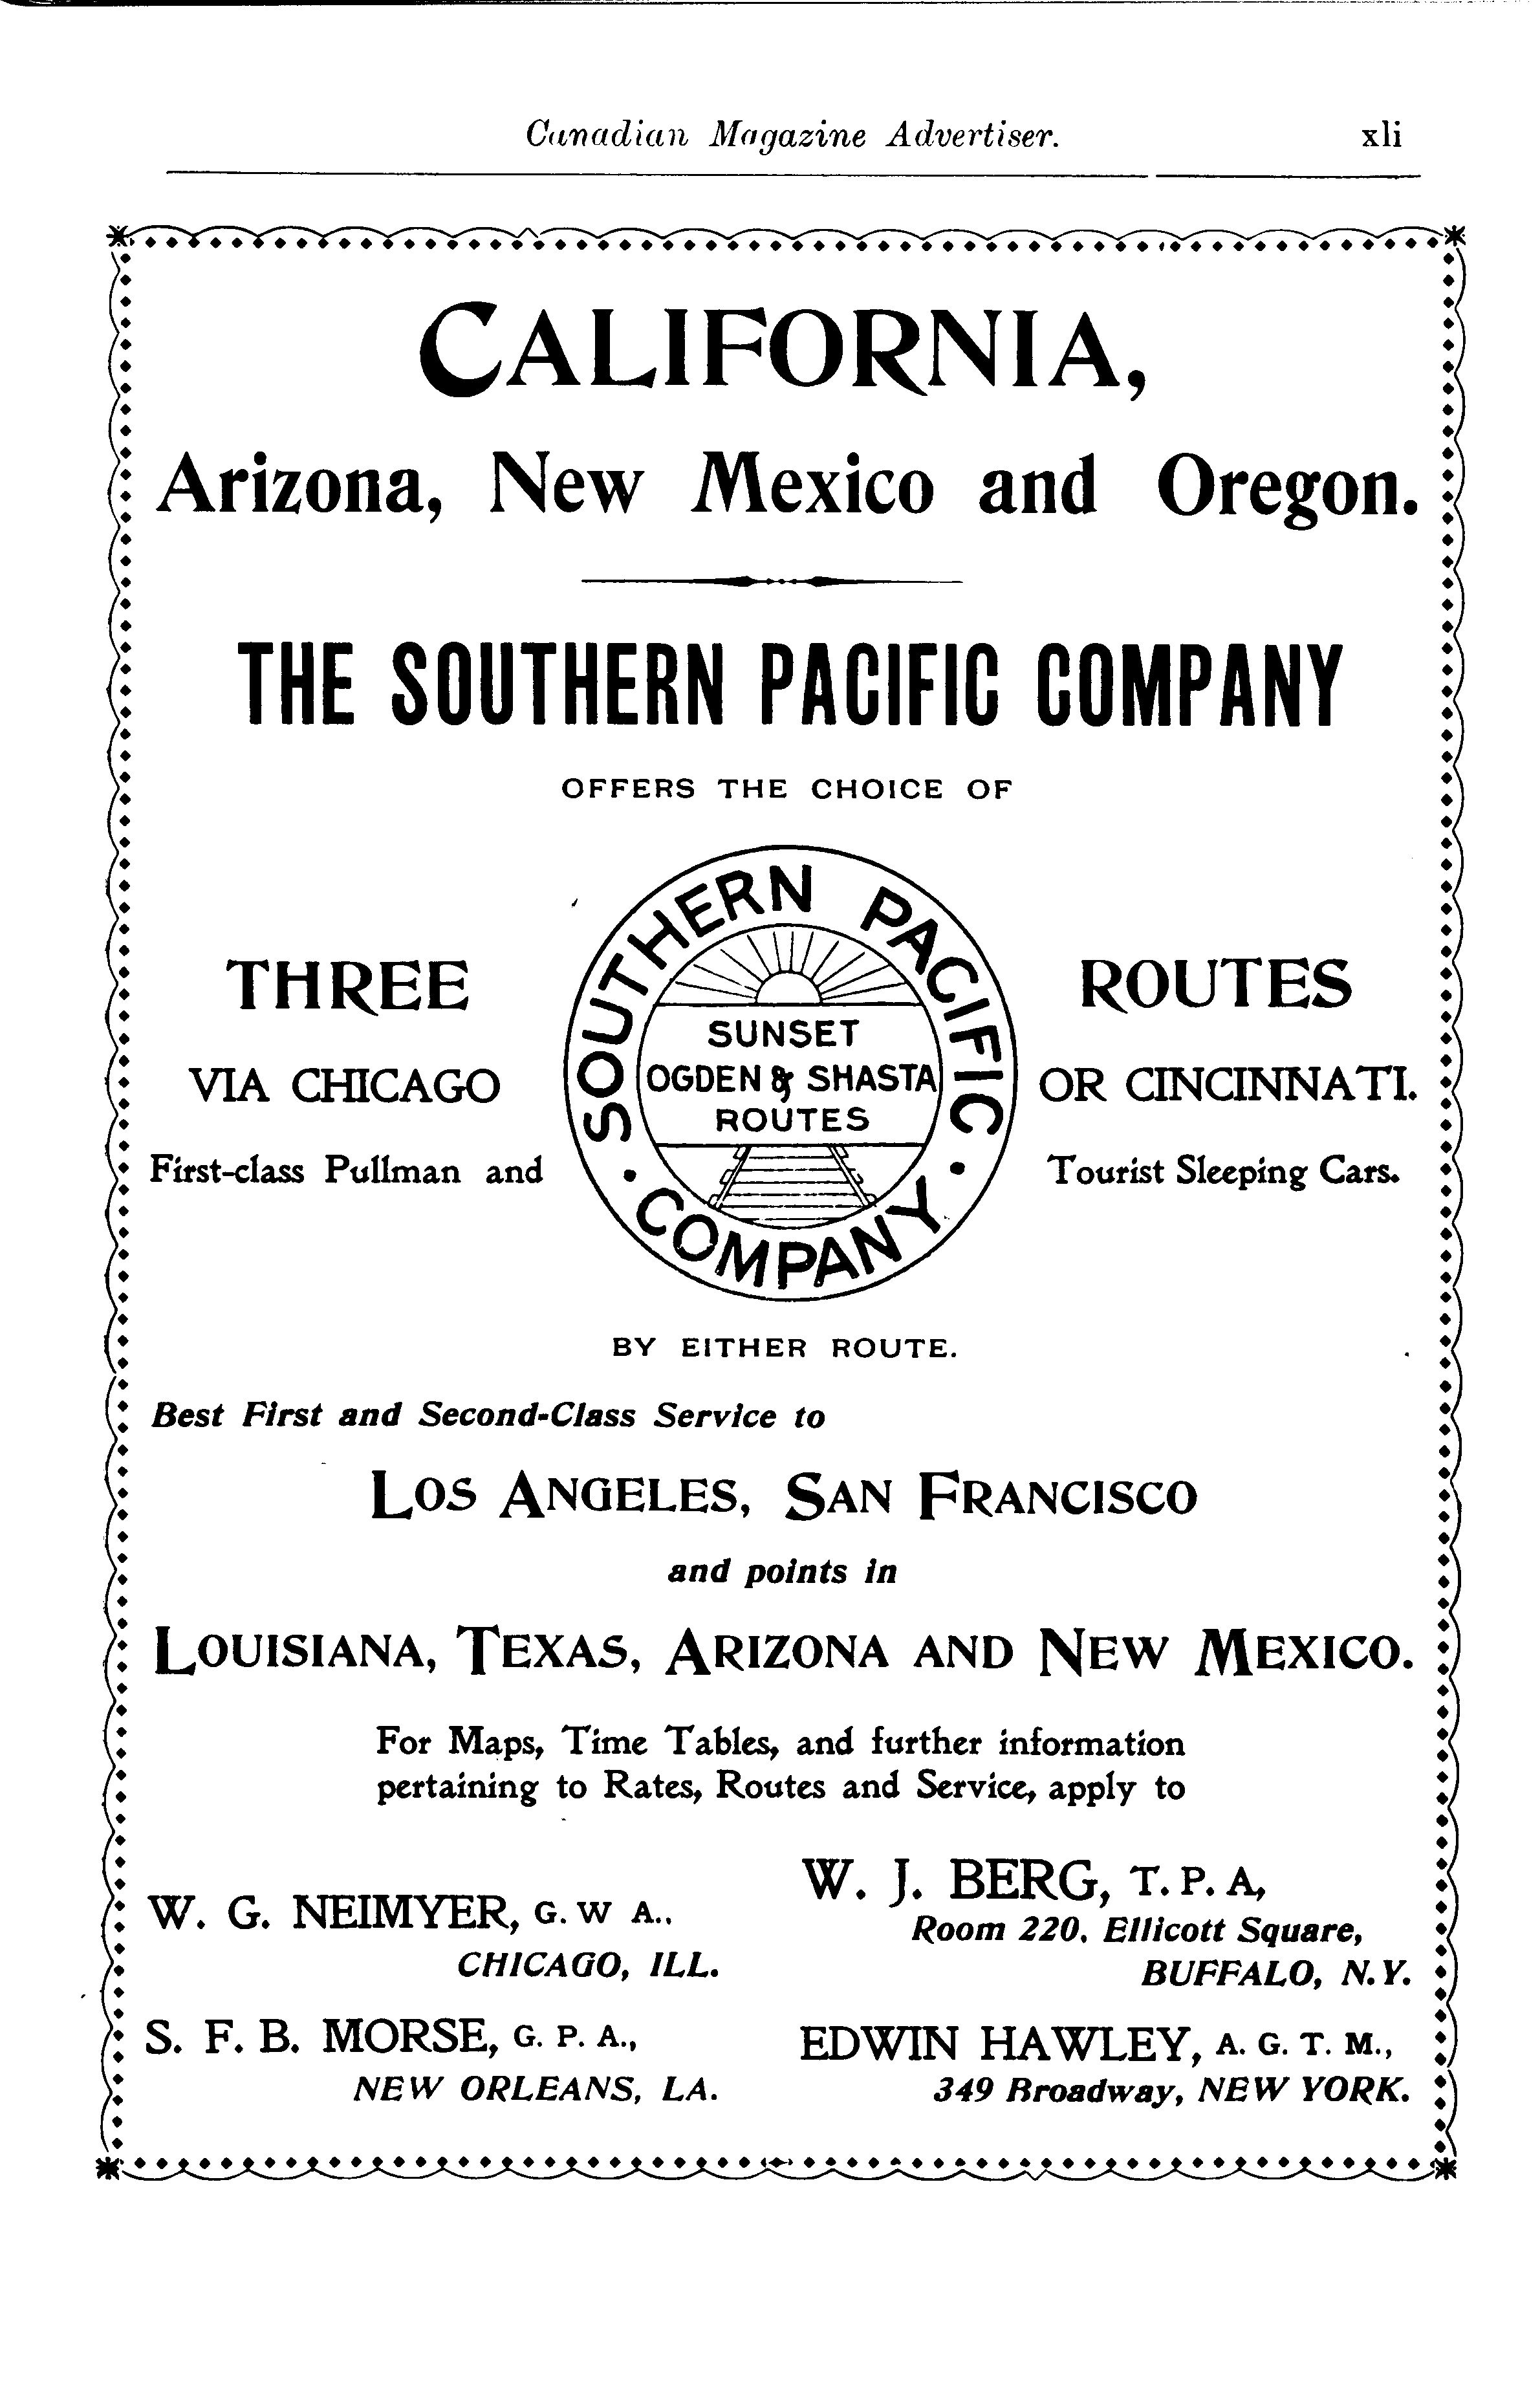 Canadian Magazine Advertiser. xli
CALIFORNIA,
Arizona, New Mexico and Oregon.
THE SOUTHERN PACIFIC COMPANY
OFFERS THE CHOICE OF
THREE ROUTES
VIA CHICAGO OR CINCINNATI.
First-class Pullman and Tourist Sleeping Cars.
SOUTHERN PACIFIC
SUNSET
OGDEN & SHASTA
ROUTES
· COMPANY ·
BY EITHER ROUTE.
Best First and Second-Class Service to
LOS ANGELES, SAN FRANCISCO
and points in
LOUISIANA, TEXAS, ARIZONA AND NEW MEXICO.
For Maps, Time Tables, and further information
pertaining to Rates, Routes and Service, apply to
W. G. NEIMYER, G. W A.,
CHICAGO, ILL.
S. F. B. MORSE, G. P. A.,
NEW ORLEANS, LA.
W. J. BERG, T. P. A,
Room 220, Ellicott Square,
BUFFALO, N.Y.
EDWIN HAWLEY, A. G. T. M.,
349 Broadway, NEW YORK.